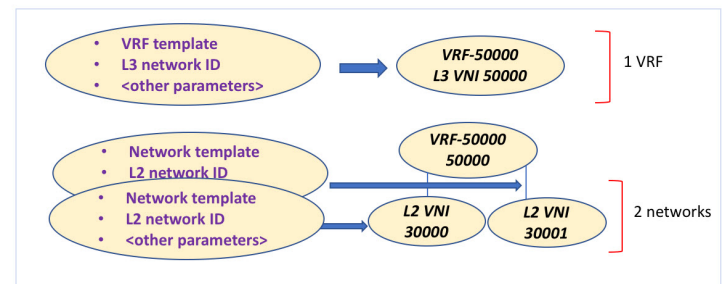 • VRF template
• L3 network ID
• <other parameters>
VRF-50000
L3 VNI 50000
1 VRF
• Network template
• L2 network ID
• Network template
• L2 network ID
• <other parameters>
VRF-50000
50000
L2 VNI
30000
L2 VNI
30001
2 networks